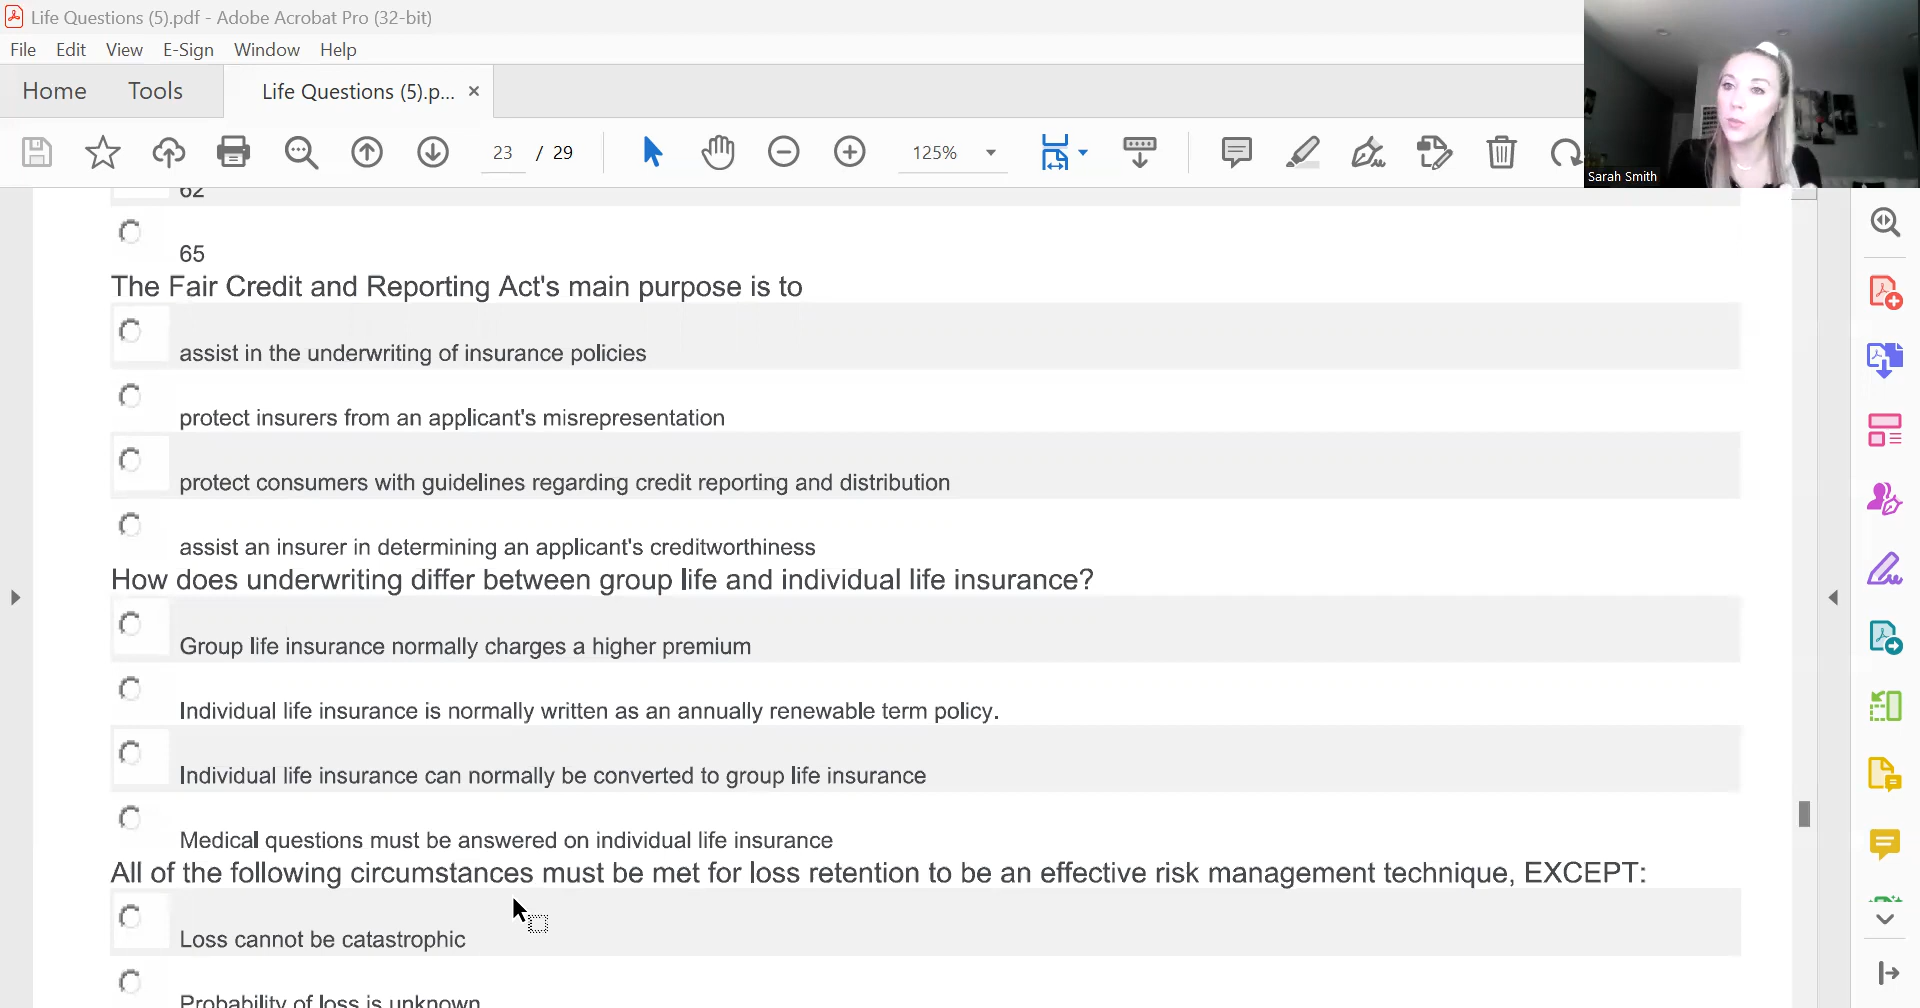 Life Questions (5).pdf - Adobe Acrobat Pro (32-bit)
File Edit View E-Sign Window Help
Home Tools Life Questions (5).p... ×
23 / 29 125%
Sarah Smith
62
65
The Fair Credit and Reporting Act's main purpose is to
assist in the underwriting of insurance policies
protect insurers from an applicant's misrepresentation
protect consumers with guidelines regarding credit reporting and distribution
assist an insurer in determining an applicant's creditworthiness
How does underwriting differ between group life and individual life insurance?
Group life insurance normally charges a higher premium
Individual life insurance is normally written as an annually renewable term policy.
Individual life insurance can normally be converted to group life insurance
Medical questions must be answered on individual life insurance
All of the following circumstances must be met for loss retention to be an effective risk management technique, EXCEPT:
Loss cannot be catastrophic
Probability of loss is unknown